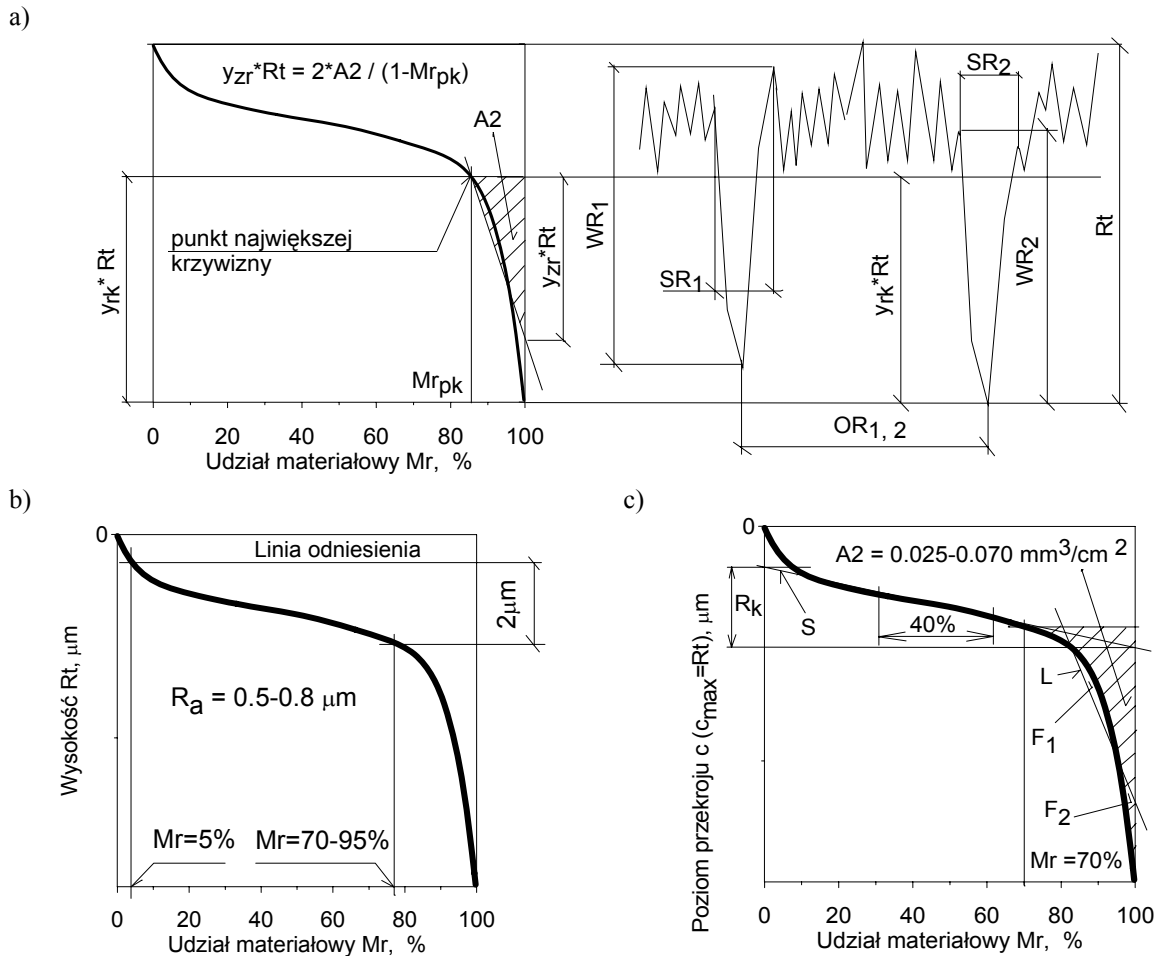 a)
y_zr*Rt = 2*A2 / (1-Mr_pk)
A2
punkt największej
krzywizny
y_rk* Rt
y_zr*Rt
Mr_pk
0 20 40 60 80 100
Udział materiałowy Mr, %
WR_1
SR_1
SR_2
WR_2
y_rk*Rt
Rt
OR_1, 2
b)
0
Linia odniesienia
2μm
R_a = 0.5-0.8 μm
Wysokość Rt, μm
Mr=5% Mr=70-95%
0 20 40 60 80 100
Udział materiałowy Mr, %
c)
0
A2 = 0.025-0.070 mm³/cm ²
R_k
S
40%
L
F_1
F_2
Mr =70%
Poziom przekroju c (c_max=Rt), μm
0 20 40 60 80 100
Udział materiałowy Mr, %